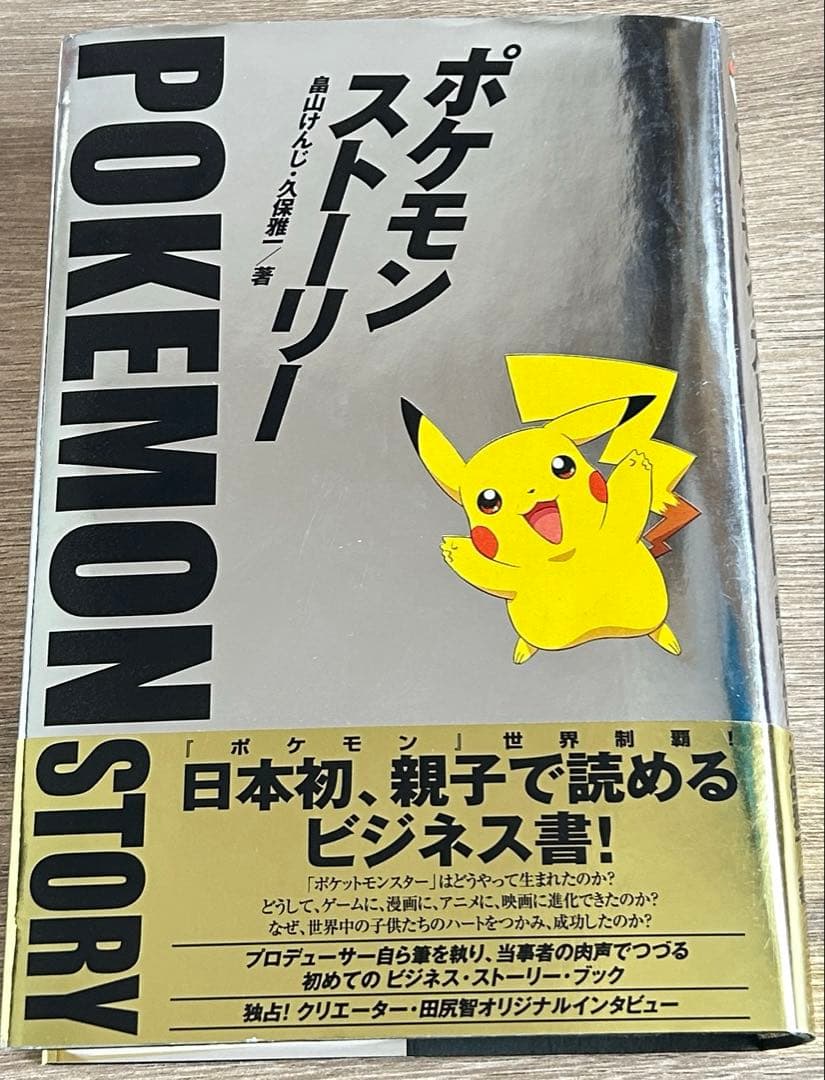 POKEMON STORY
ポケモン
ストーリー
畠山けんじ・久保雅一／著
『ポケモン』世界制覇！
日本初、親子で読める
ビジネス書！
「ポケットモンスター」はどうやって生まれたのか？
どうして、ゲームに、漫画に、アニメに、映画に進化できたのか？
なぜ、世界中の子供たちのハートをつかみ、成功したのか？
プロデューサー自ら筆を執り、当事者の肉声でつづる
初めてのビジネス・ストーリー・ブック
独占！クリエーター・田尻智オリジナルインタビュー